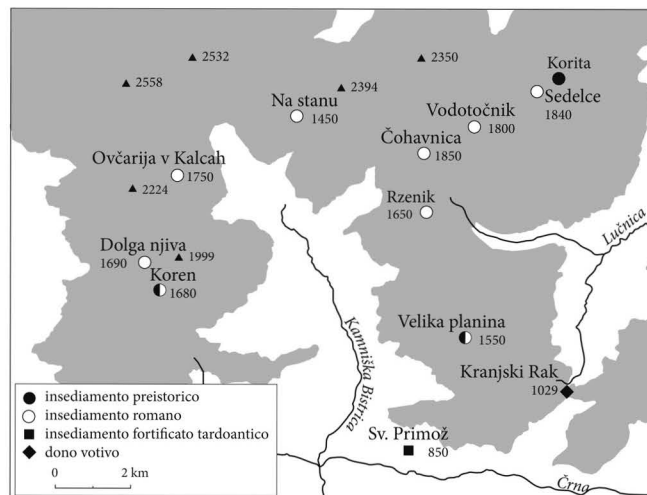 2532
2350
2558
2394
Korita
Na stanu
1450
Sedelce
1840
Vodotočnik
1800
Čohavnica
1850
Ovčarija v Kalcah
1750
2224
Rzenik
1650
Lučnica
Dolga njiva
1690
1999
Koren
1680
Kamniška Bistrica
Velika planina
1550
Kranjski Rak
1029
insediamento preistorico
insediamento romano
insediamento fortificato tardoantico
dono votivo
0 2 km
Sv. Primož
850
Črna